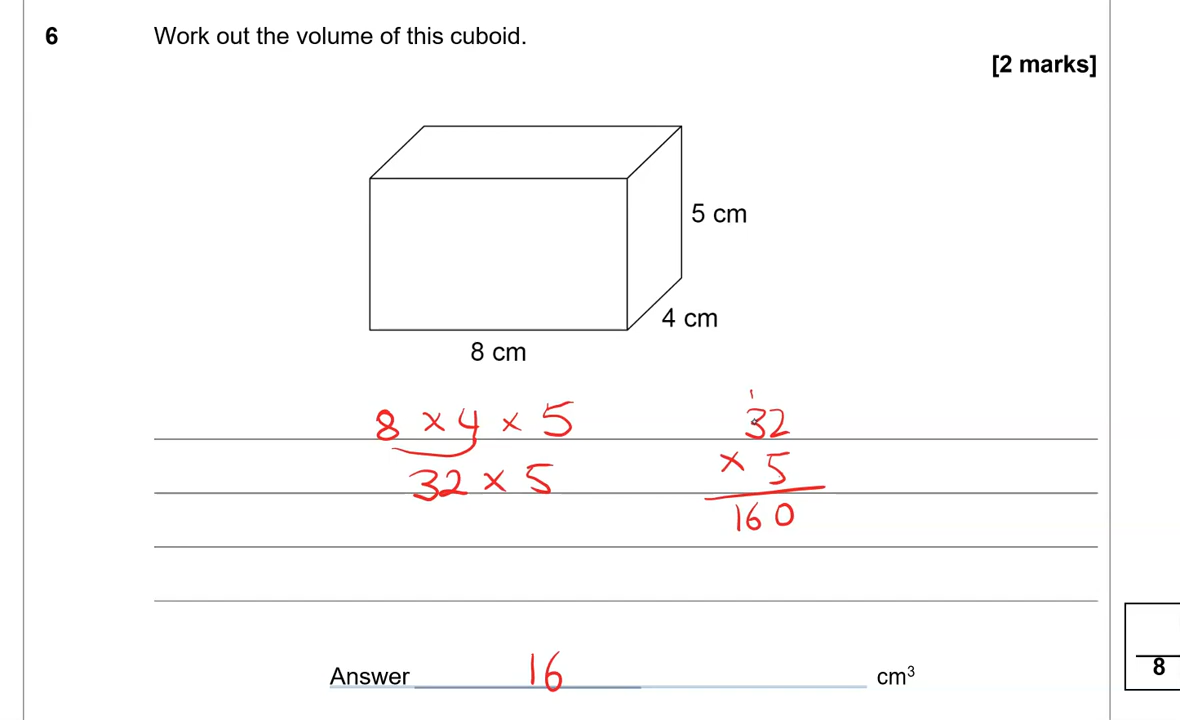 6 Work out the volume of this cuboid.
[2 marks]
5 cm
4 cm
8 cm
8 × 4 × 5
32 × 5
1
32
× 5
160
Answer 16 cm³
8